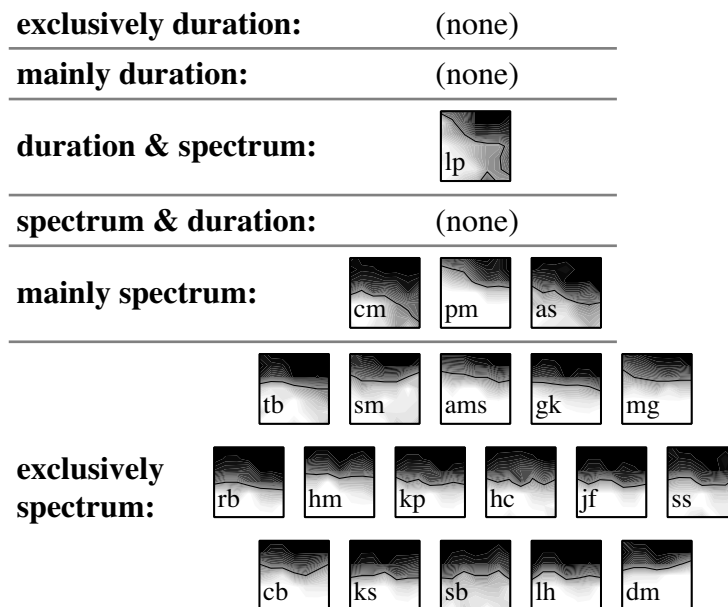 exclusively duration: (none)
mainly duration: (none)
duration & spectrum: lp
spectrum & duration: (none)
mainly spectrum: cm pm as
tb sm ams gk mg
exclusively
spectrum:
rb hm kp hc jf ss
cb ks sb lh dm